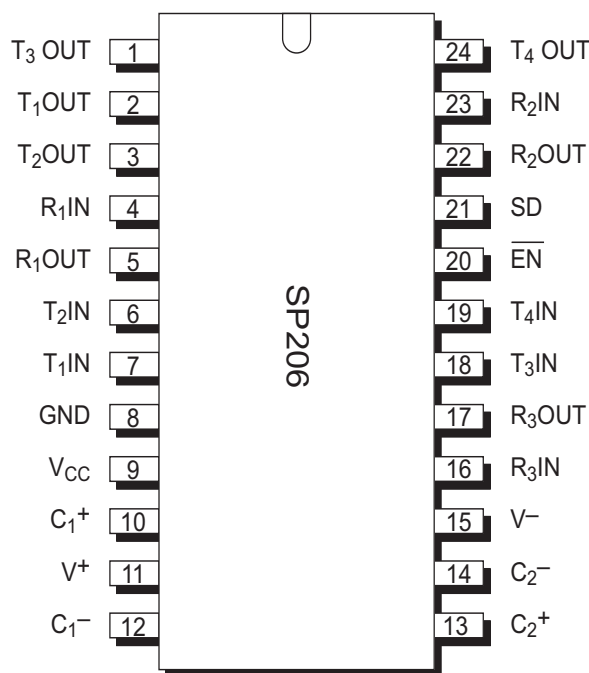 T₃ OUT 1 24 T₄ OUT
T₁OUT 2 23 R₂IN
T₂OUT 3 22 R₂OUT
R₁IN 4 21 SD
R₁OUT 5 20 E̅N̅
T₂IN 6 19 T₄IN
T₁IN 7 18 T₃IN
GND 8 17 R₃OUT
V_CC 9 16 R₃IN
C₁⁺ 10 15 V⁻
V⁺ 11 14 C₂⁻
C₁⁻ 12 13 C₂⁺
SP206